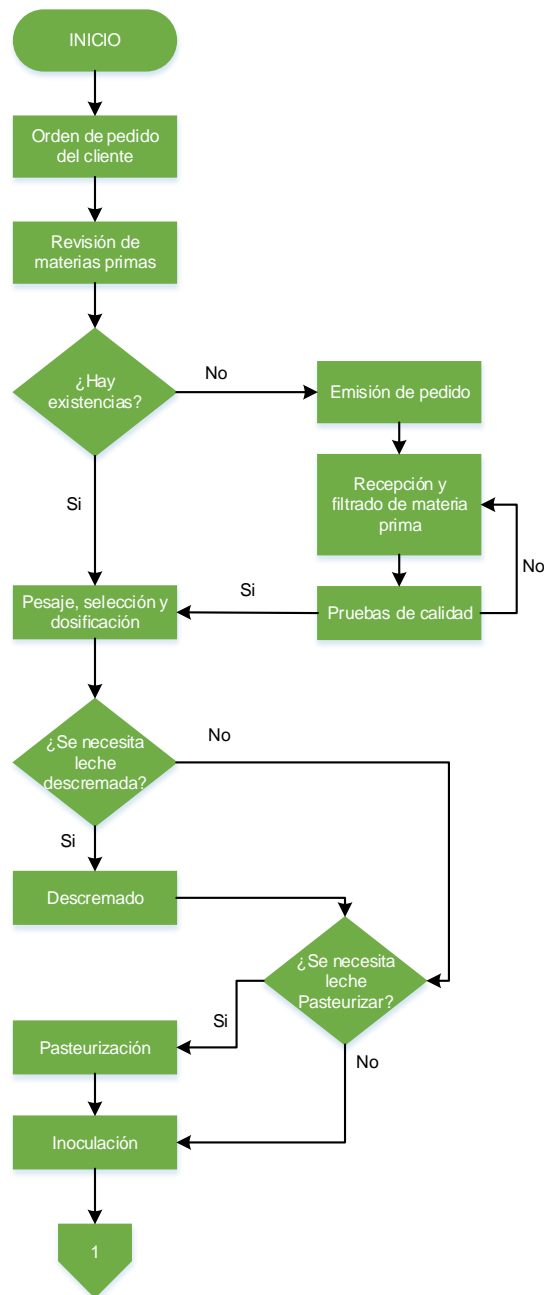 INICIO
Orden de pedido
del cliente
Revisión de
materias primas
¿Hay
existencias?
No
Emisión de pedido
Recepción y
filtrado de materia
prima
No
Si
Pruebas de calidad
Si
Pesaje, selección y
dosificación
¿Se necesita
leche
descremada?
No
Si
Descremado
¿Se necesita
leche
Pasteurizar?
Si
No
Pasteurización
Inoculación
1